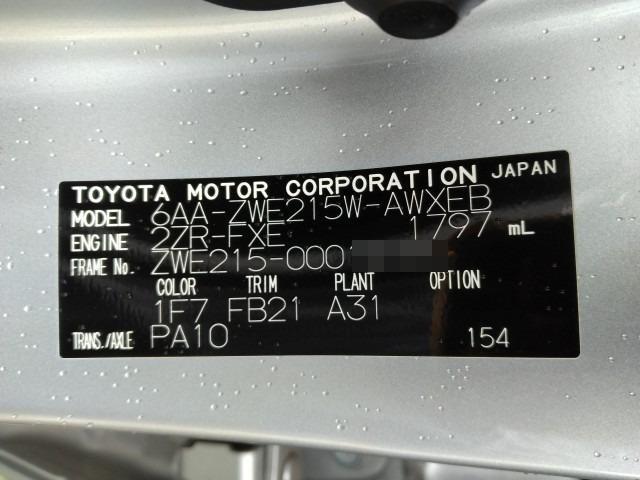 TOYOTA MOTOR CORPORATION JAPAN
MODEL 6AA-ZWE215W-AWXEB
ENGINE 2ZR-FXE 1797 mL
FRAME No. ZWE215-000
COLOR TRIM PLANT OPTION
1F7 FB21 A31
TRANS./AXLE PA10 154